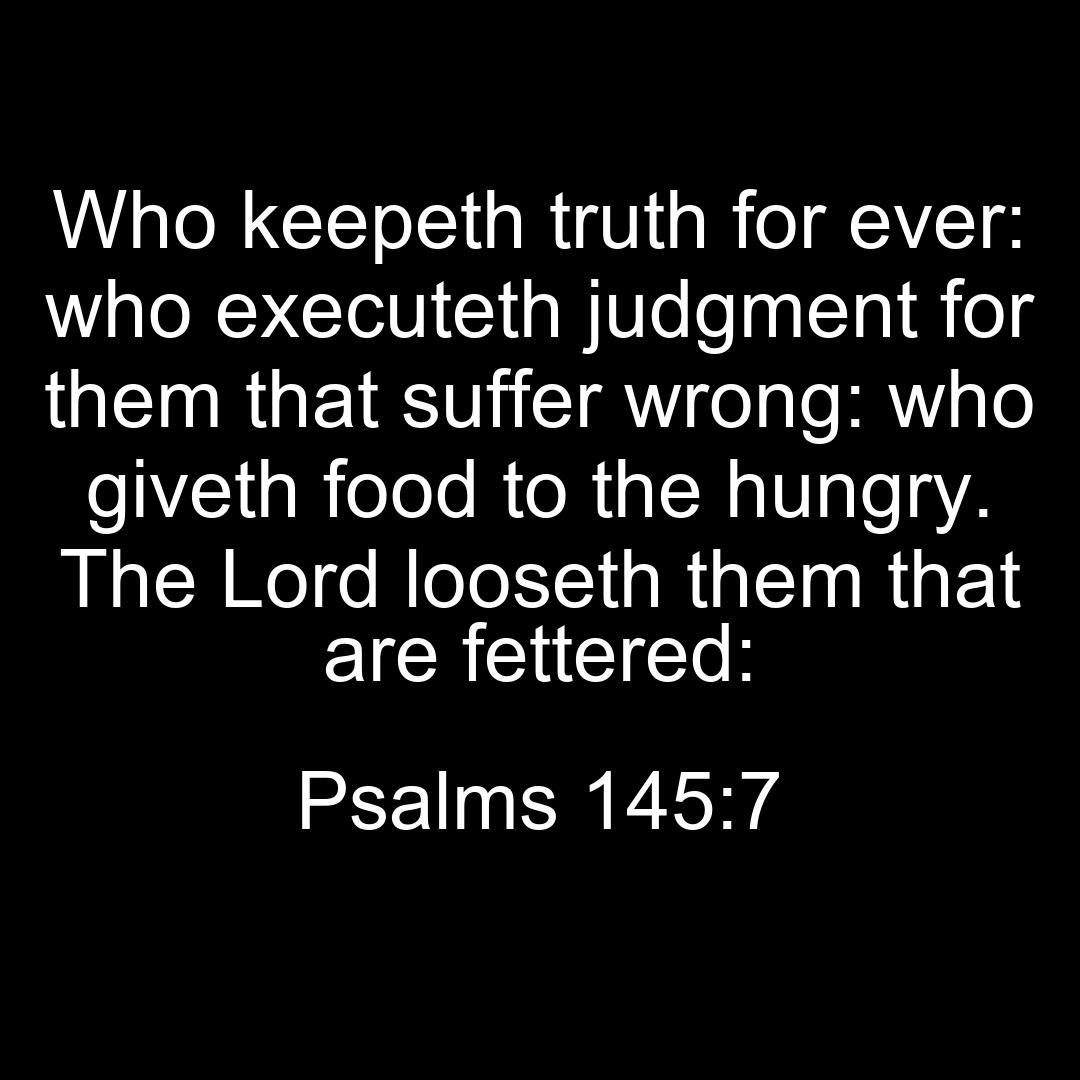 Who keepeth truth for ever:
who executeth judgment for
them that suffer wrong: who
giveth food to the hungry.
The Lord looseth them that
are fettered:
Psalms 145:7